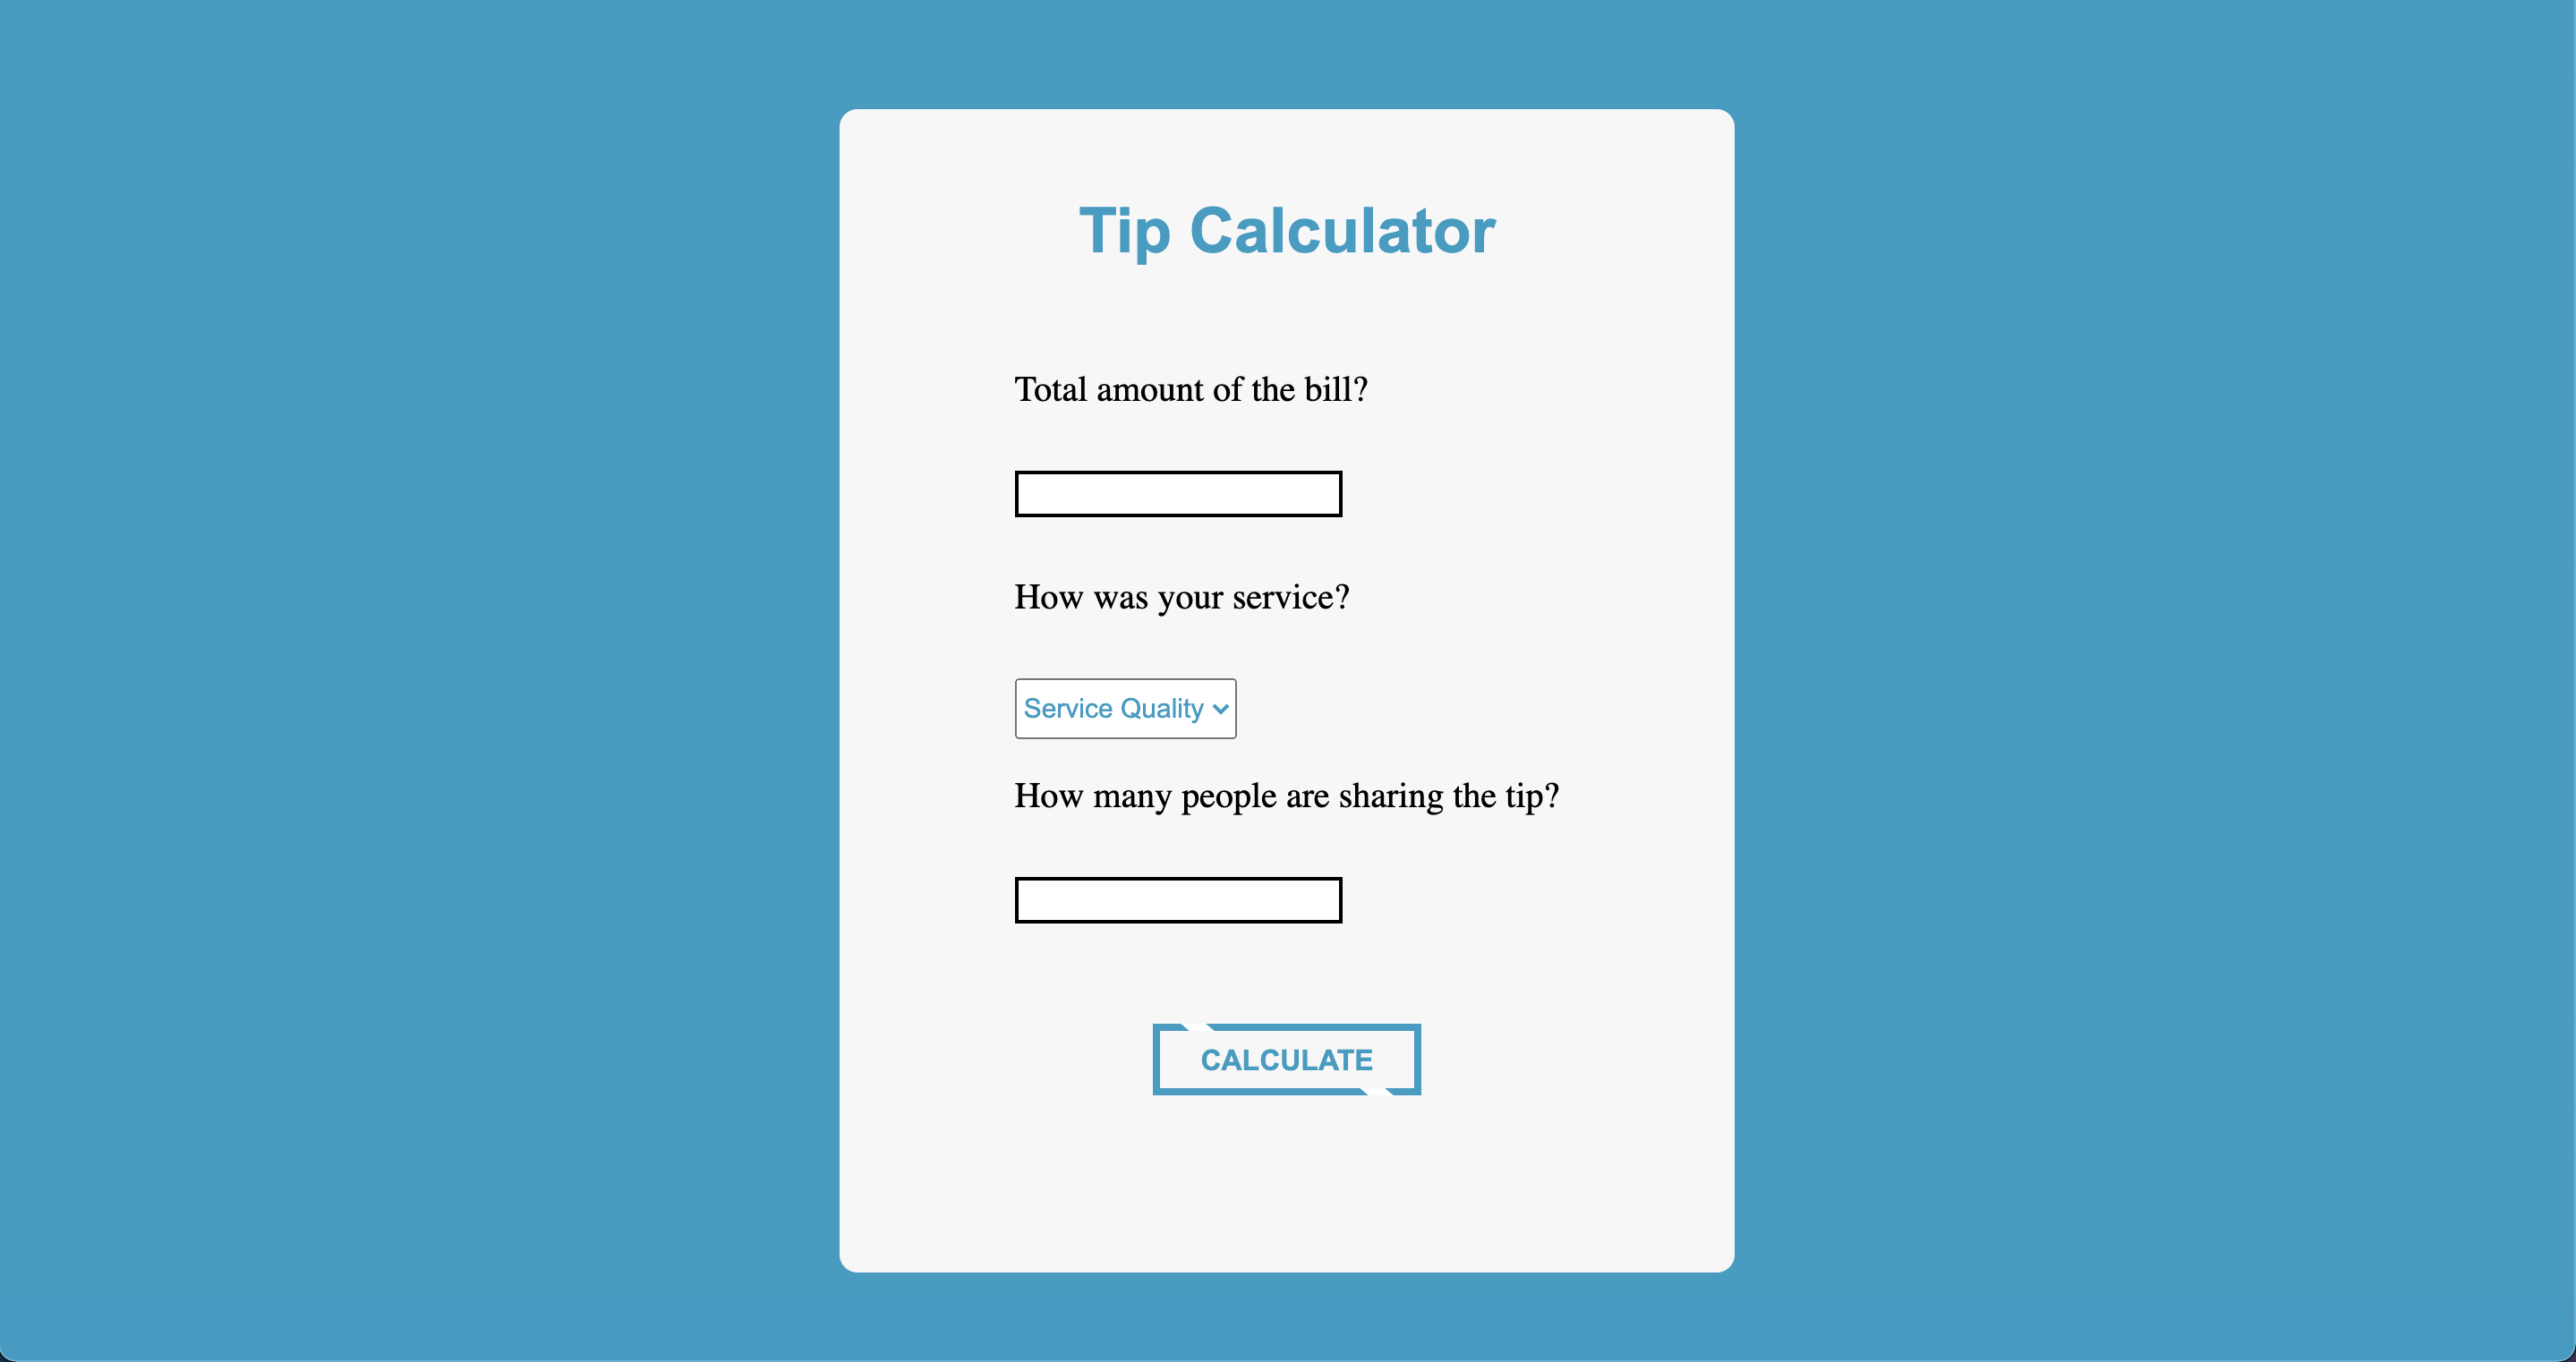 Tip Calculator
Total amount of the bill?
How was your service?
Service Quality
How many people are sharing the tip?
CALCULATE